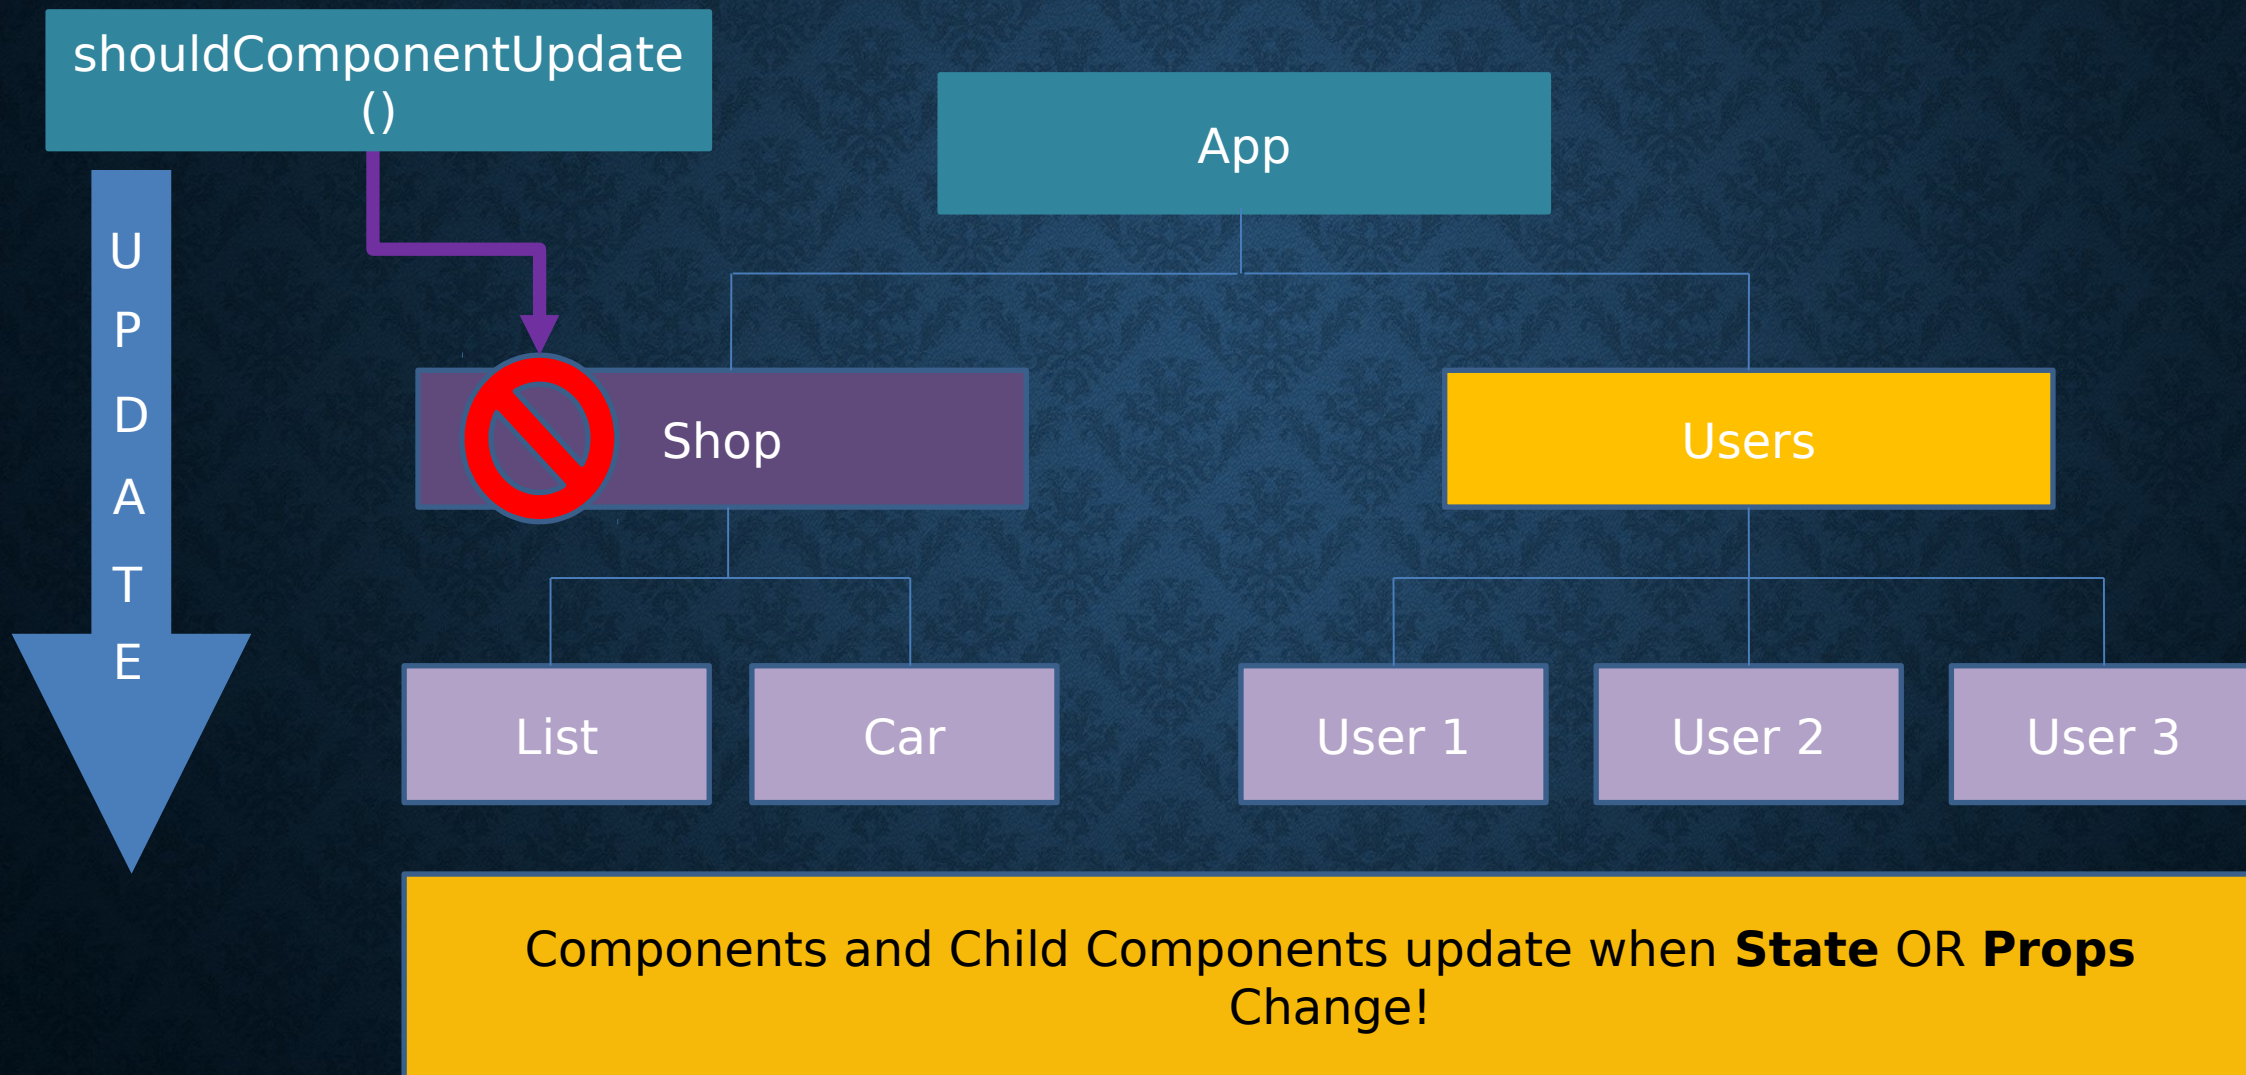 shouldComponentUpdate
()
App
U
P
D
A
T
E
Shop
Users
List
Car
User 1
User 2
User 3
Components and Child Components update when State OR Props
Change!